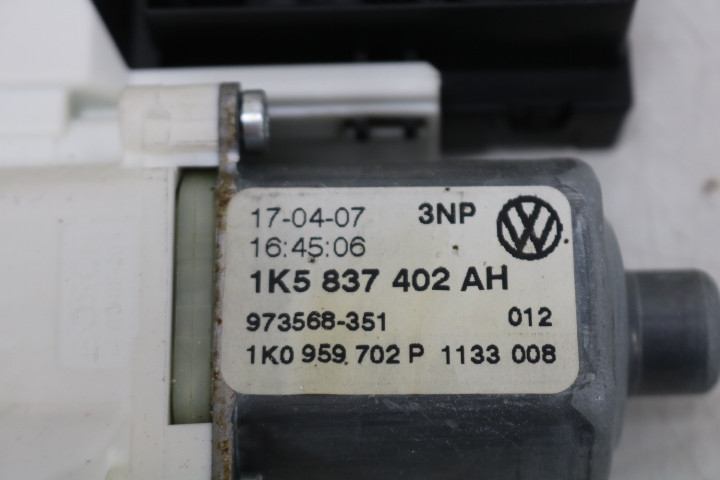 17-04-07 3NP
16:45:06
1K5 837 402 AH
973568-351 012
1K0 959.702 P 1133 008